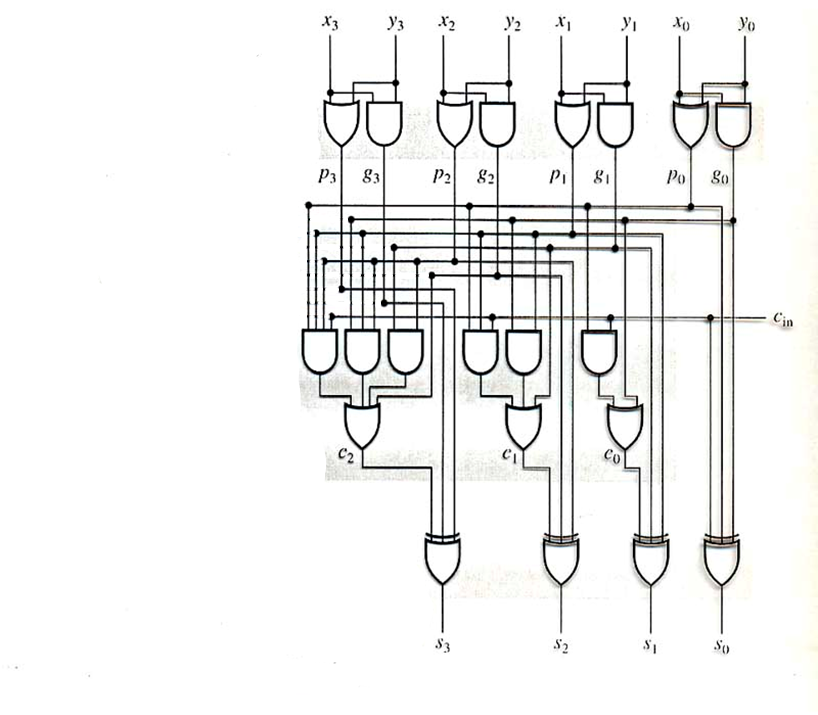 x3 y3 x2 y2 x1 y1 x0 y0
p3 g3 p2 g2 p1 g1 p0 g0
cin
c2 c1 c0
s3 s2 s1 s0